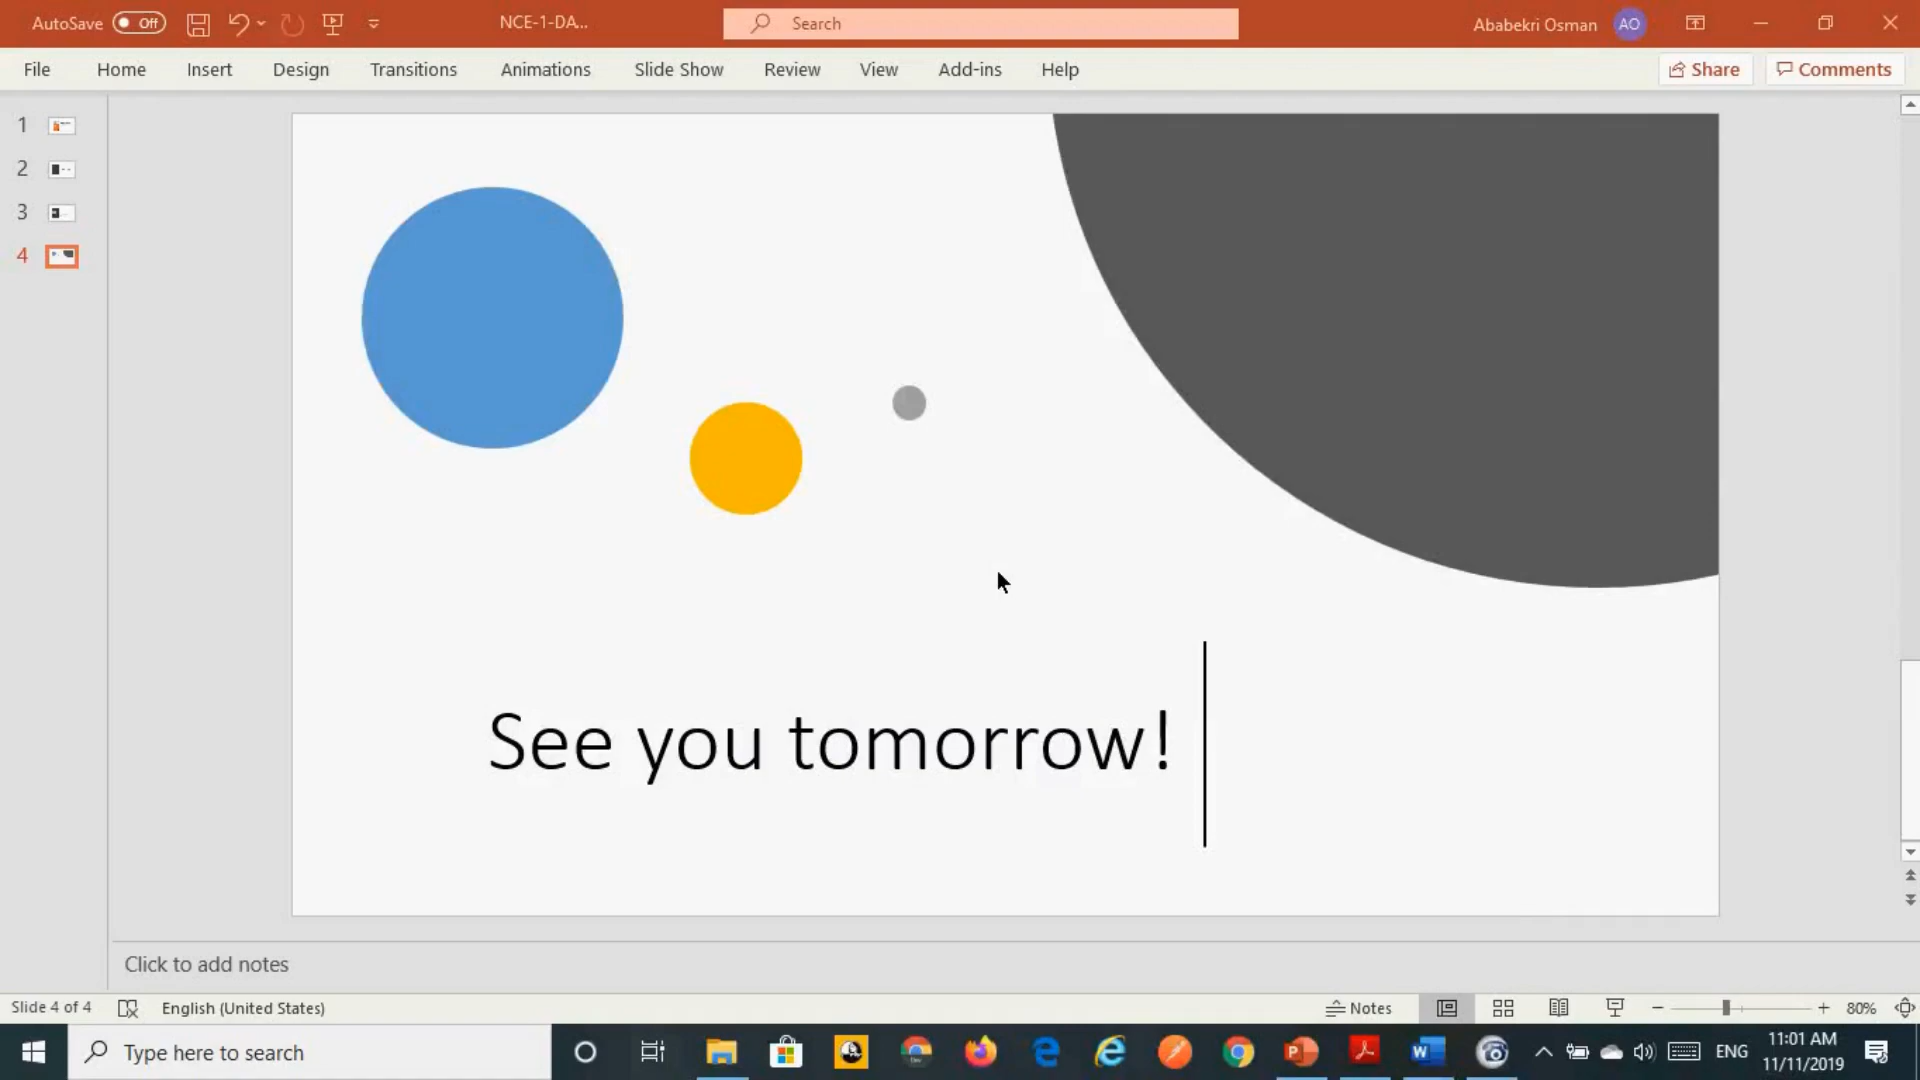 AutoSave Off NCE-1-DA... Search Ababekri Osman AO
File Home Insert Design Transitions Animations Slide Show Review View Add-ins Help Share Comments
1
2
3
4
See you tomorrow!
Click to add notes
Slide 4 of 4 English (United States) Notes 80%
Type here to search ENG 11:01 AM
11/11/2019